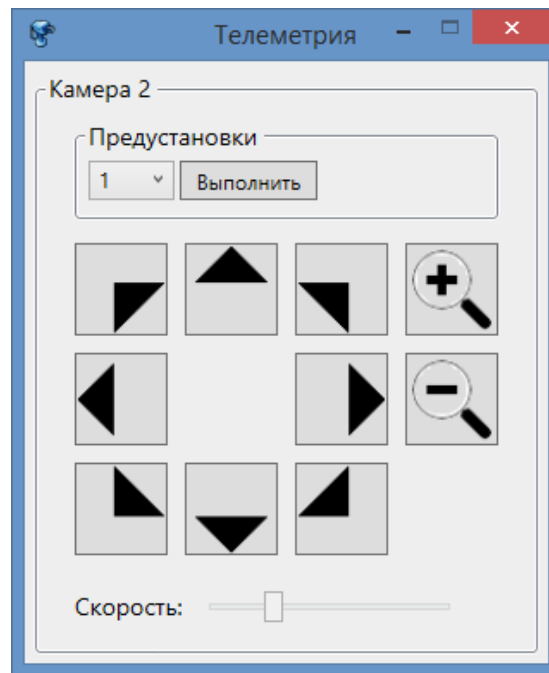 Телеметрия
Камера 2
Предустановки
1 Выполнить
Скорость: